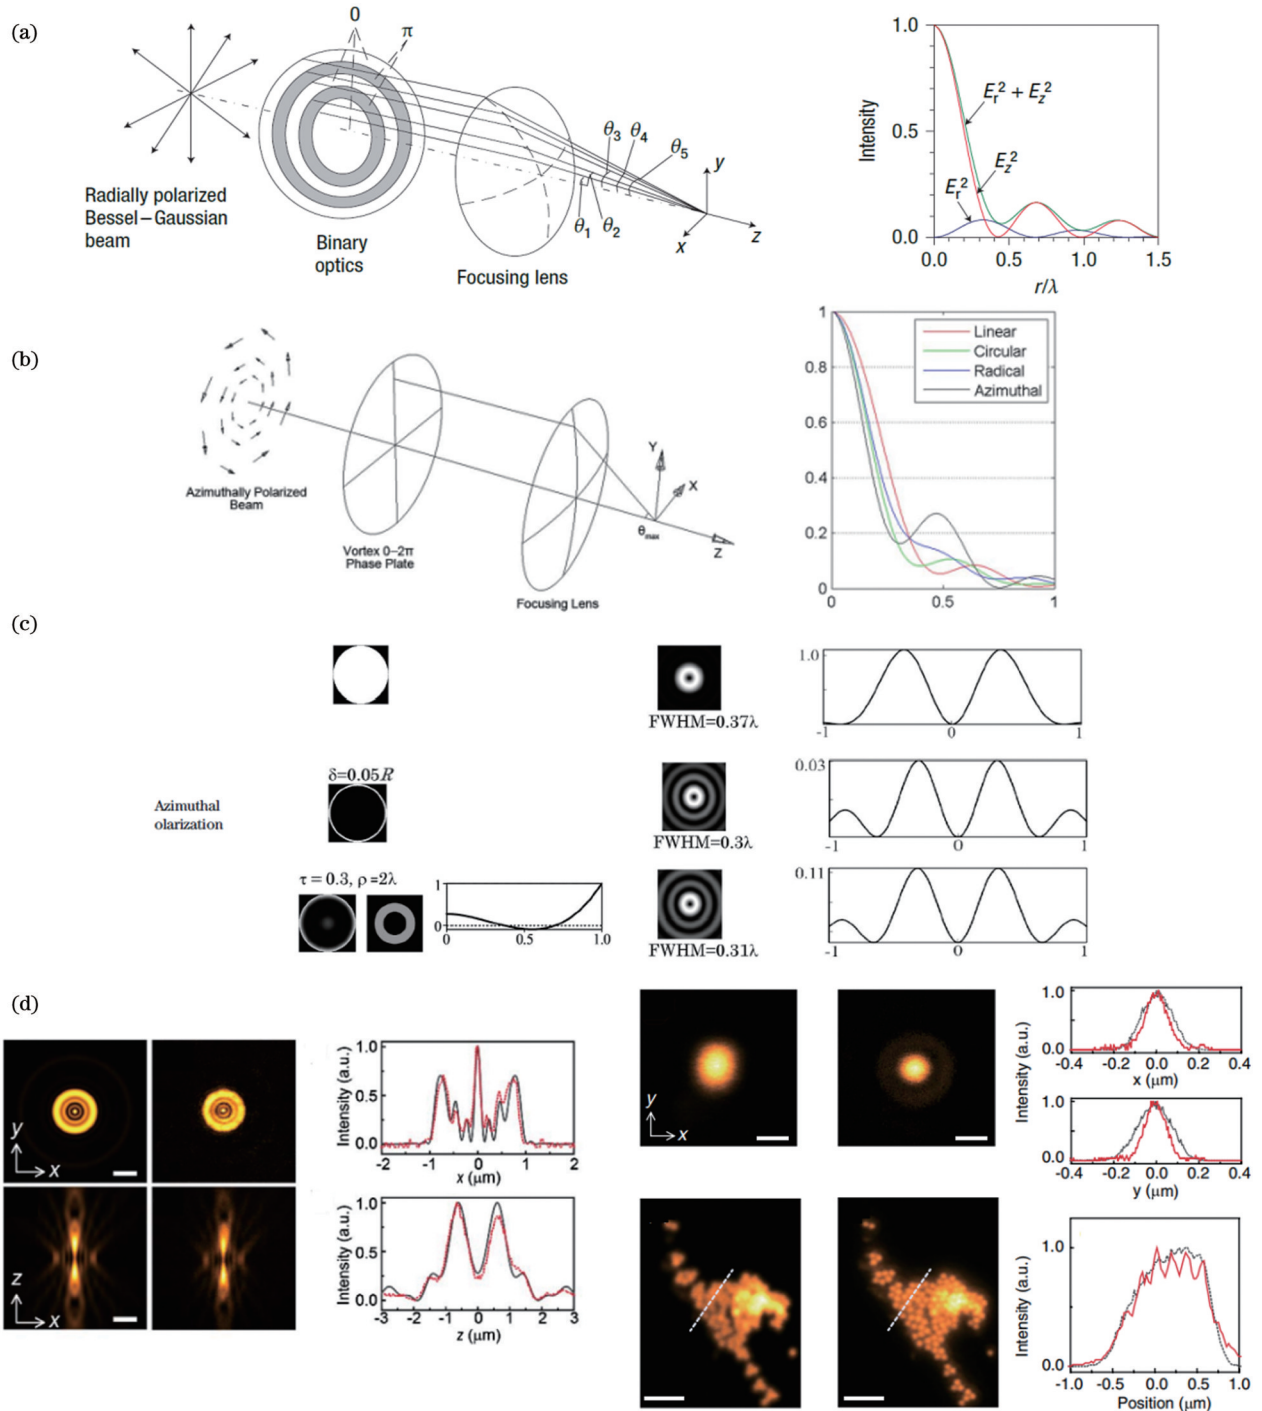 (a)
0
π
Radially polarized
Bessel–Gaussian
beam
Binary
optics
Focusing lens
θ1
θ2
θ3
θ4
θ5
y
x
z
Intensity
1.0
0.5
0.0
Er² + Ez²
Ez²
Er²
0.0
0.5
1.0
1.5
r/λ
(b)
Azimuthally Polarized
Beam
Vortex 0–2π
Phase Plate
Focusing Lens
θmax
Y
X
Z
1
0.8
0.6
0.4
0.2
0
Linear
Circular
Radical
Azimuthal
0
0.5
1
(c)
FWHM=0.37λ
1.0
-1
0
1
Azimuthal
olarization
δ=0.05R
FWHM=0.3λ
0.03
-1
0
1
τ = 0.3, ρ =2λ
1
0
0
0.5
1.0
FWHM=0.31λ
0.11
-1
0
1
(d)
y
x
z
x
Intensity (a.u.)
1.0
0.5
0.0
-2
-1
0
1
2
x (μm)
Intensity (a.u.)
1.0
0.5
0.0
-3
-2
-1
0
1
2
3
z (μm)
y
x
Intensity (a.u.)
1.0
0.0
-0.4
-0.2
0.0
0.2
0.4
x (μm)
Intensity (a.u.)
1.0
0.0
-0.4
-0.2
0.0
0.2
0.4
y (μm)
Intensity (a.u.)
1.0
0.0
-1.0
-0.5
0.0
0.5
1.0
Position (μm)